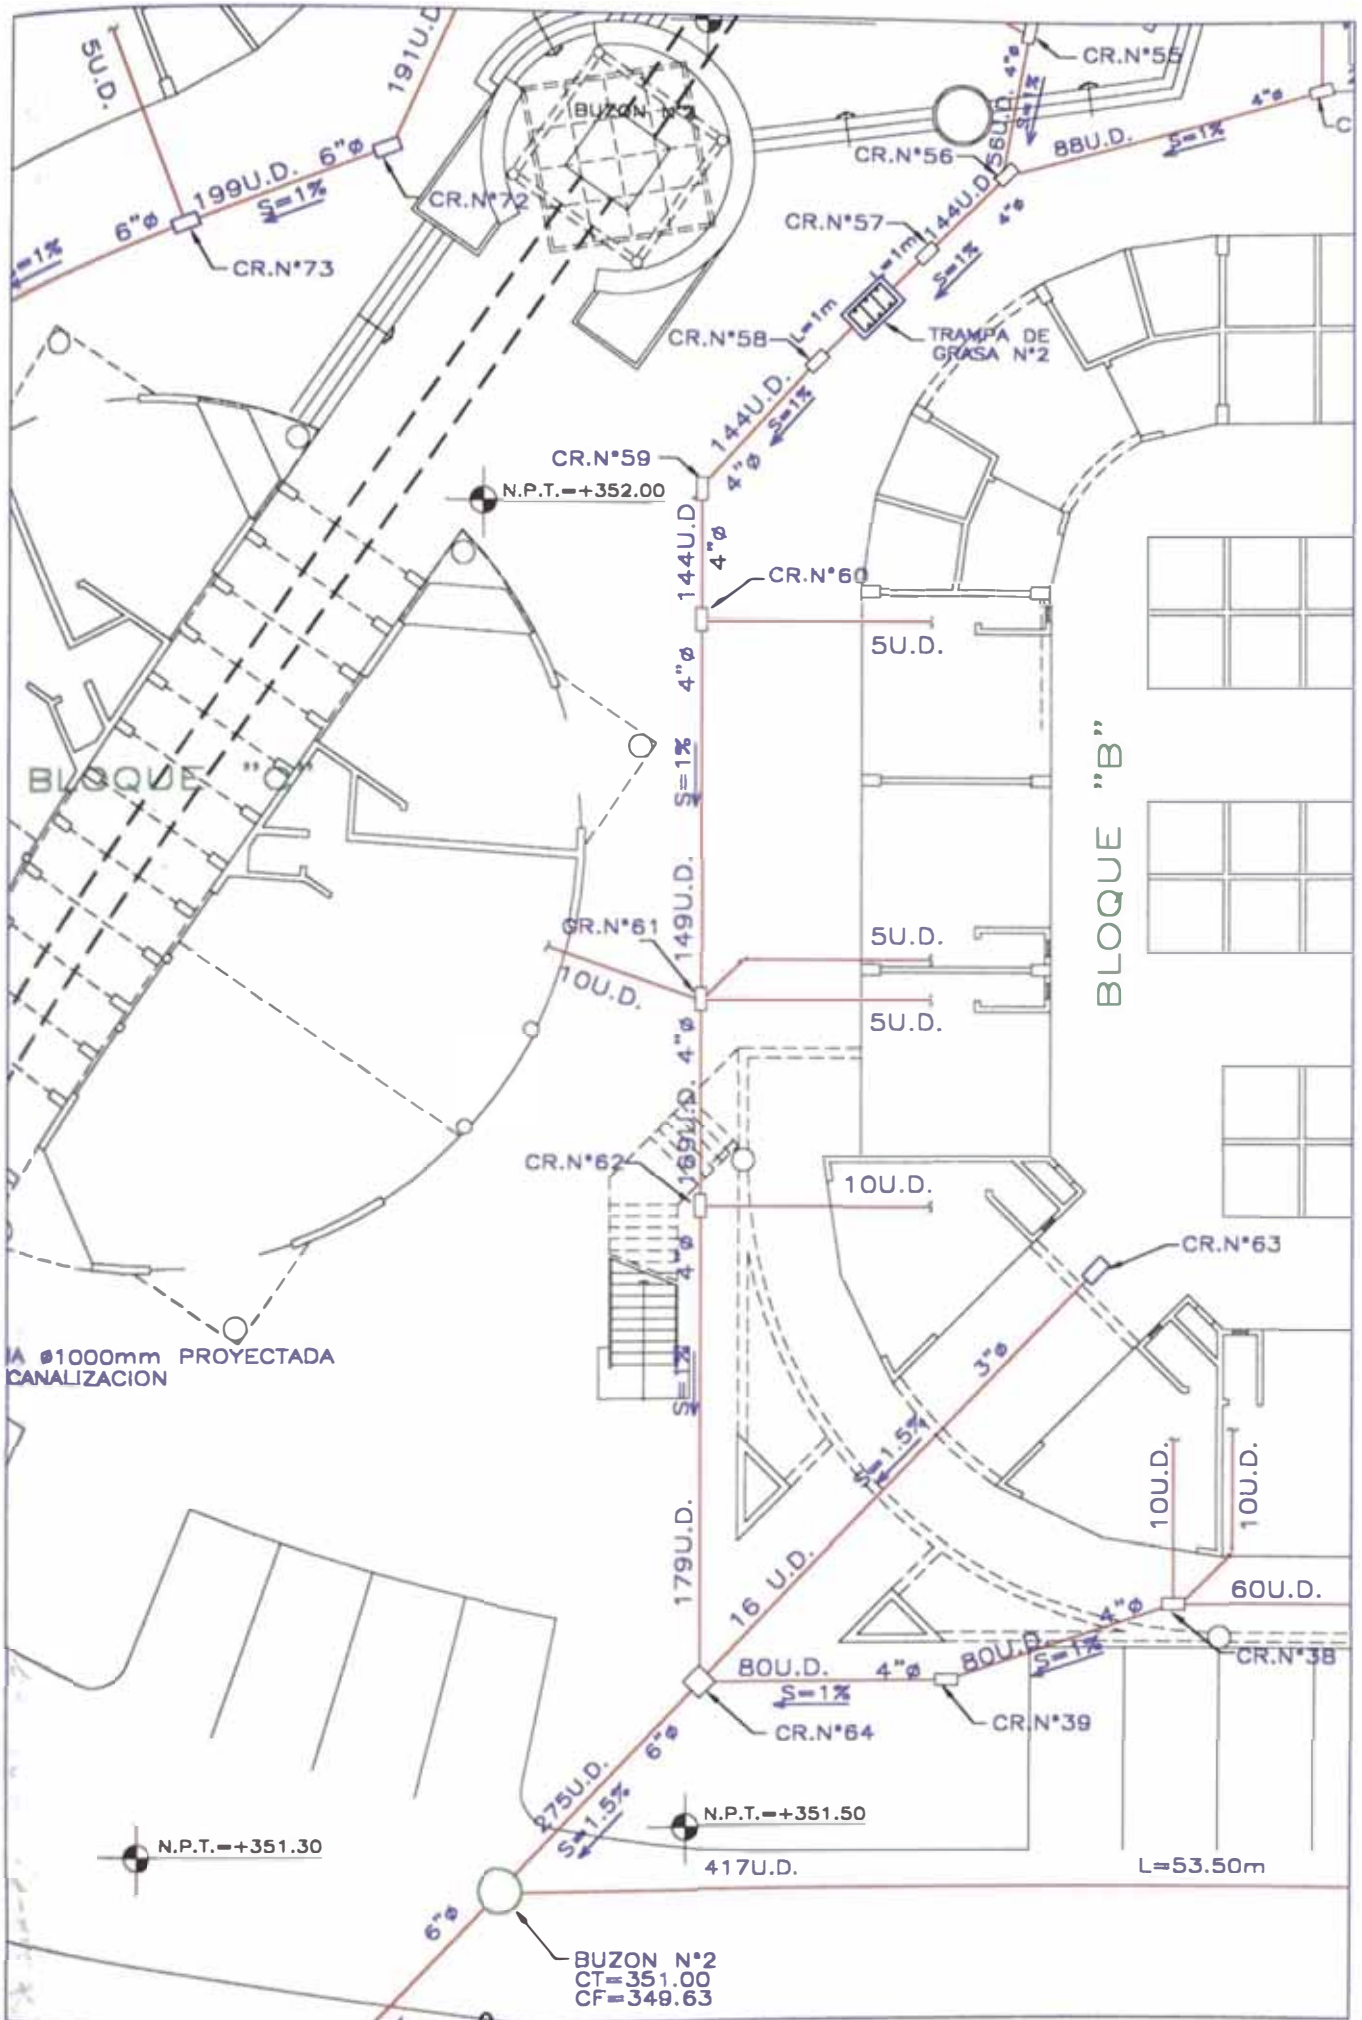 5U.D.
191U.D.
BUZON N°2
CR.N°55
56U.D. 4"ø
S=1%
4"ø
88U.D.
S=1%
C
CR.N°56
199U.D. 6"ø
S=1%
CR.N°72
144U.D.
4"ø
CR.N°57
6"ø
CR.N°73
L=1m
S=1%
=1%
CR.N°58
L=1m
TRAMPA DE
GRASA N°2
144U.D.
S=1%
4"ø
CR.N°59
N.P.T.=+352.00
144U.D.
4"ø
CR.N°60
5U.D.
4"ø
S=1%
BLOQUE
BLOQUE "B"
149U.D.
CR.N°61
5U.D.
10U.D.
5U.D.
4"ø
169U.D.
CR.N°62
10U.D.
4"ø
CR.N°63
ø1000mm PROYECTADA
CANALIZACION
S=1%
3"ø
S=1.5%
10U.D.
10U.D.
179U.D.
16 U.D.
60U.D.
4"ø
80U.D.
S=1%
CR.N°38
80U.D. 4"ø
S=1%
CR.N°39
CR.N°64
6"ø
275U.D.
S=1.5%
N.P.T.=+351.50
N.P.T.=+351.30
417U.D.
L=53.50m
6"ø
BUZON N°2
CT=351.00
CF=349.63